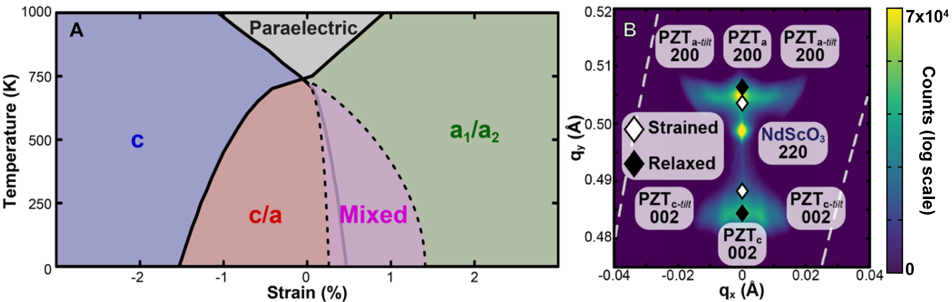 A
Paraelectric
c
c/a
Mixed
a1/a2
Temperature (K)
1000
750
500
250
0
-2
-1
0
1
2
Strain (%)
B
PZTa-tilt
200
PZTa
200
PZTa-tilt
200
Strained
Relaxed
NdScO3
220
PZTc-tilt
002
PZTc
002
PZTc-tilt
002
qy (Å)
0.52
0.51
0.50
0.49
0.48
-0.04
-0.02
0.00
0.02
0.04
qx (Å)
7x10⁴
Counts (log scale)
0